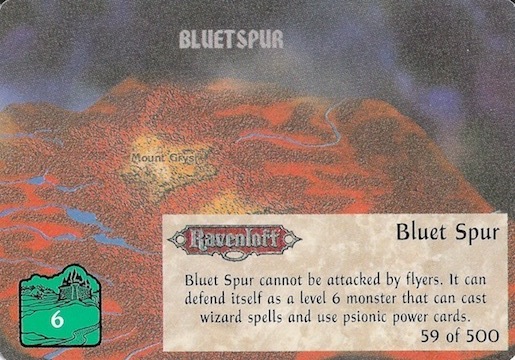 BLUETSPUR
Mount Grysl
Ravenloft
Bluet Spur
Bluet Spur cannot be attacked by flyers. It can
defend itself as a level 6 monster that can cast
wizard spells and use psionic power cards.
6
59 of 500